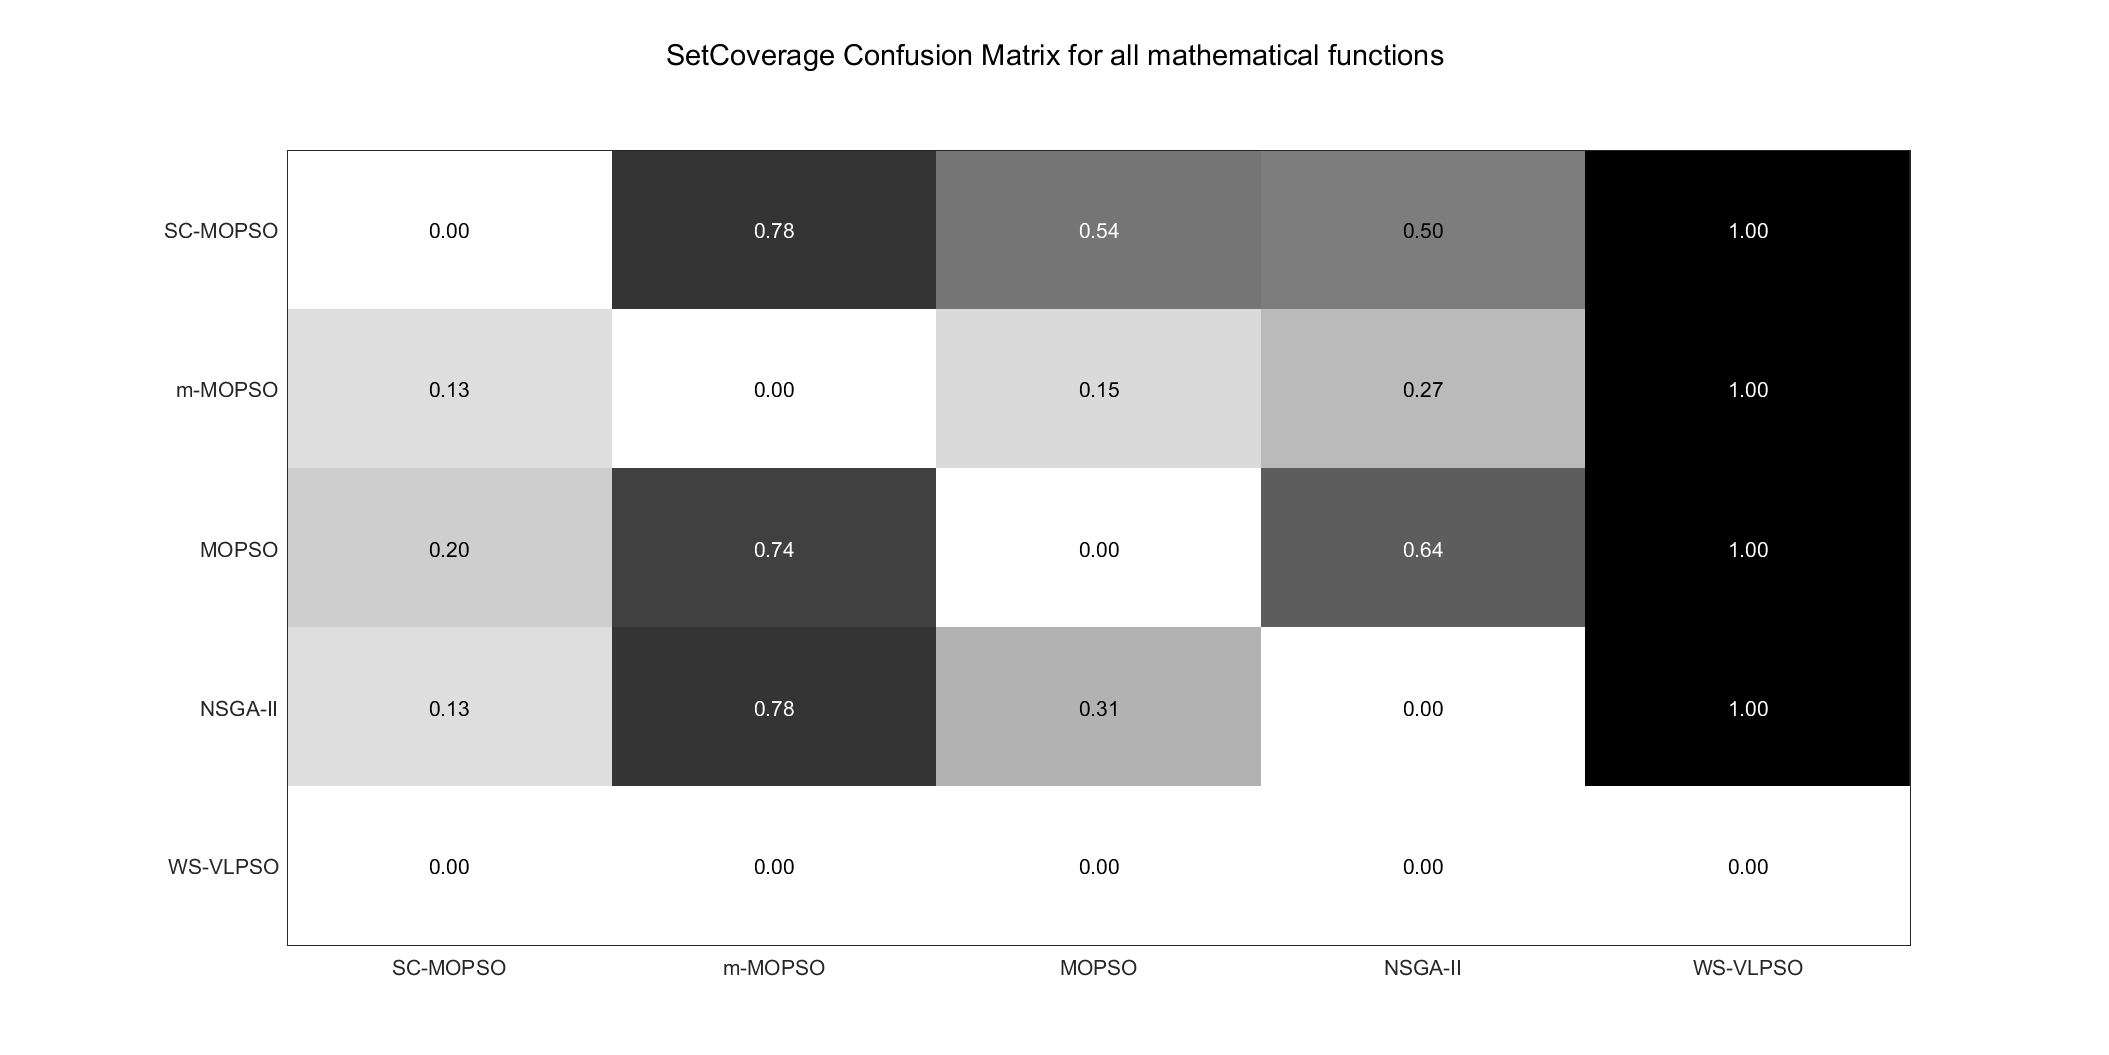 SetCoverage Confusion Matrix for all mathematical functions
SC-MOPSO 0.00 0.78 0.54 0.50 1.00
m-MOPSO 0.13 0.00 0.15 0.27 1.00
MOPSO 0.20 0.74 0.00 0.64 1.00
NSGA-II 0.13 0.78 0.31 0.00 1.00
WS-VLPSO 0.00 0.00 0.00 0.00 0.00
SC-MOPSO m-MOPSO MOPSO NSGA-II WS-VLPSO